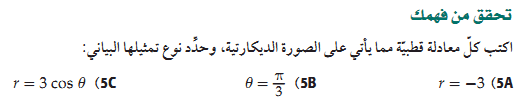 تحقق من فهمك
اكتب كلّ معادلة قطبيّة مما يأتي على الصورة الديكارتية، وحدِّد نوع تمثيلها البياني:
r = −3 (5A    θ = π/3 (5B    r = 3 cos θ (5C